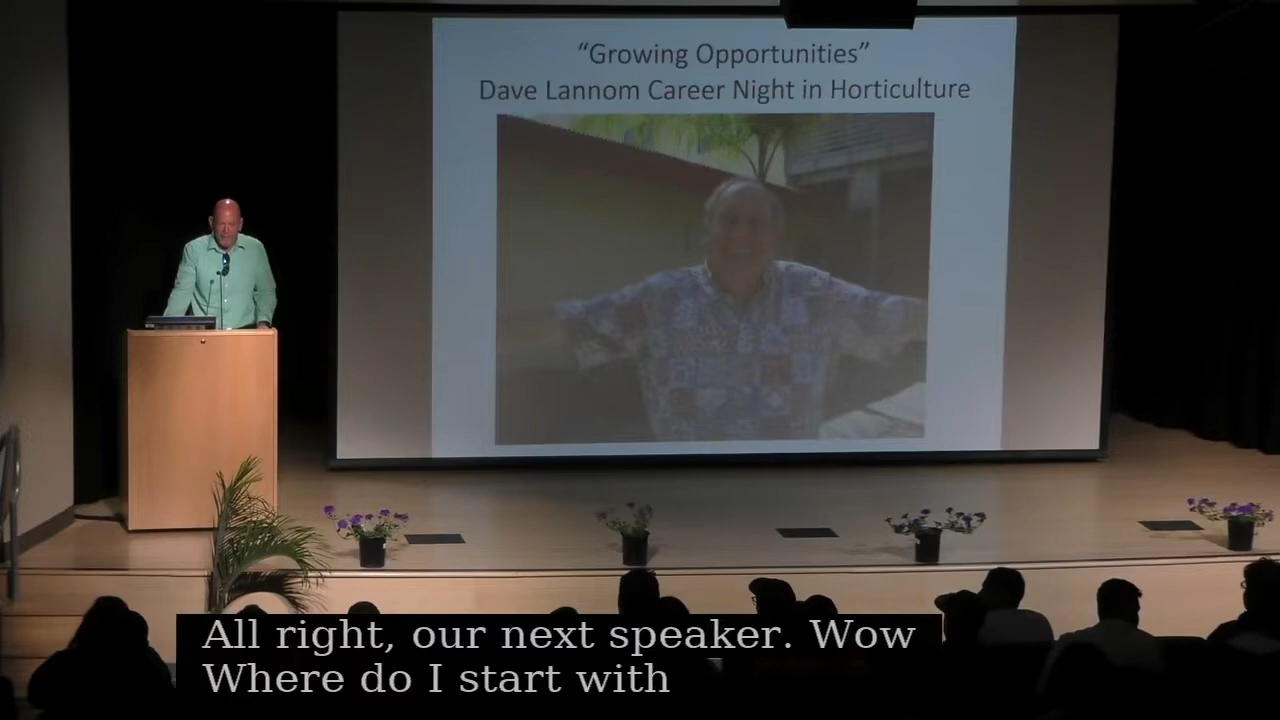 “Growing Opportunities”
Dave Lannom Career Night in Horticulture
All right, our next speaker. Wow
Where do I start with